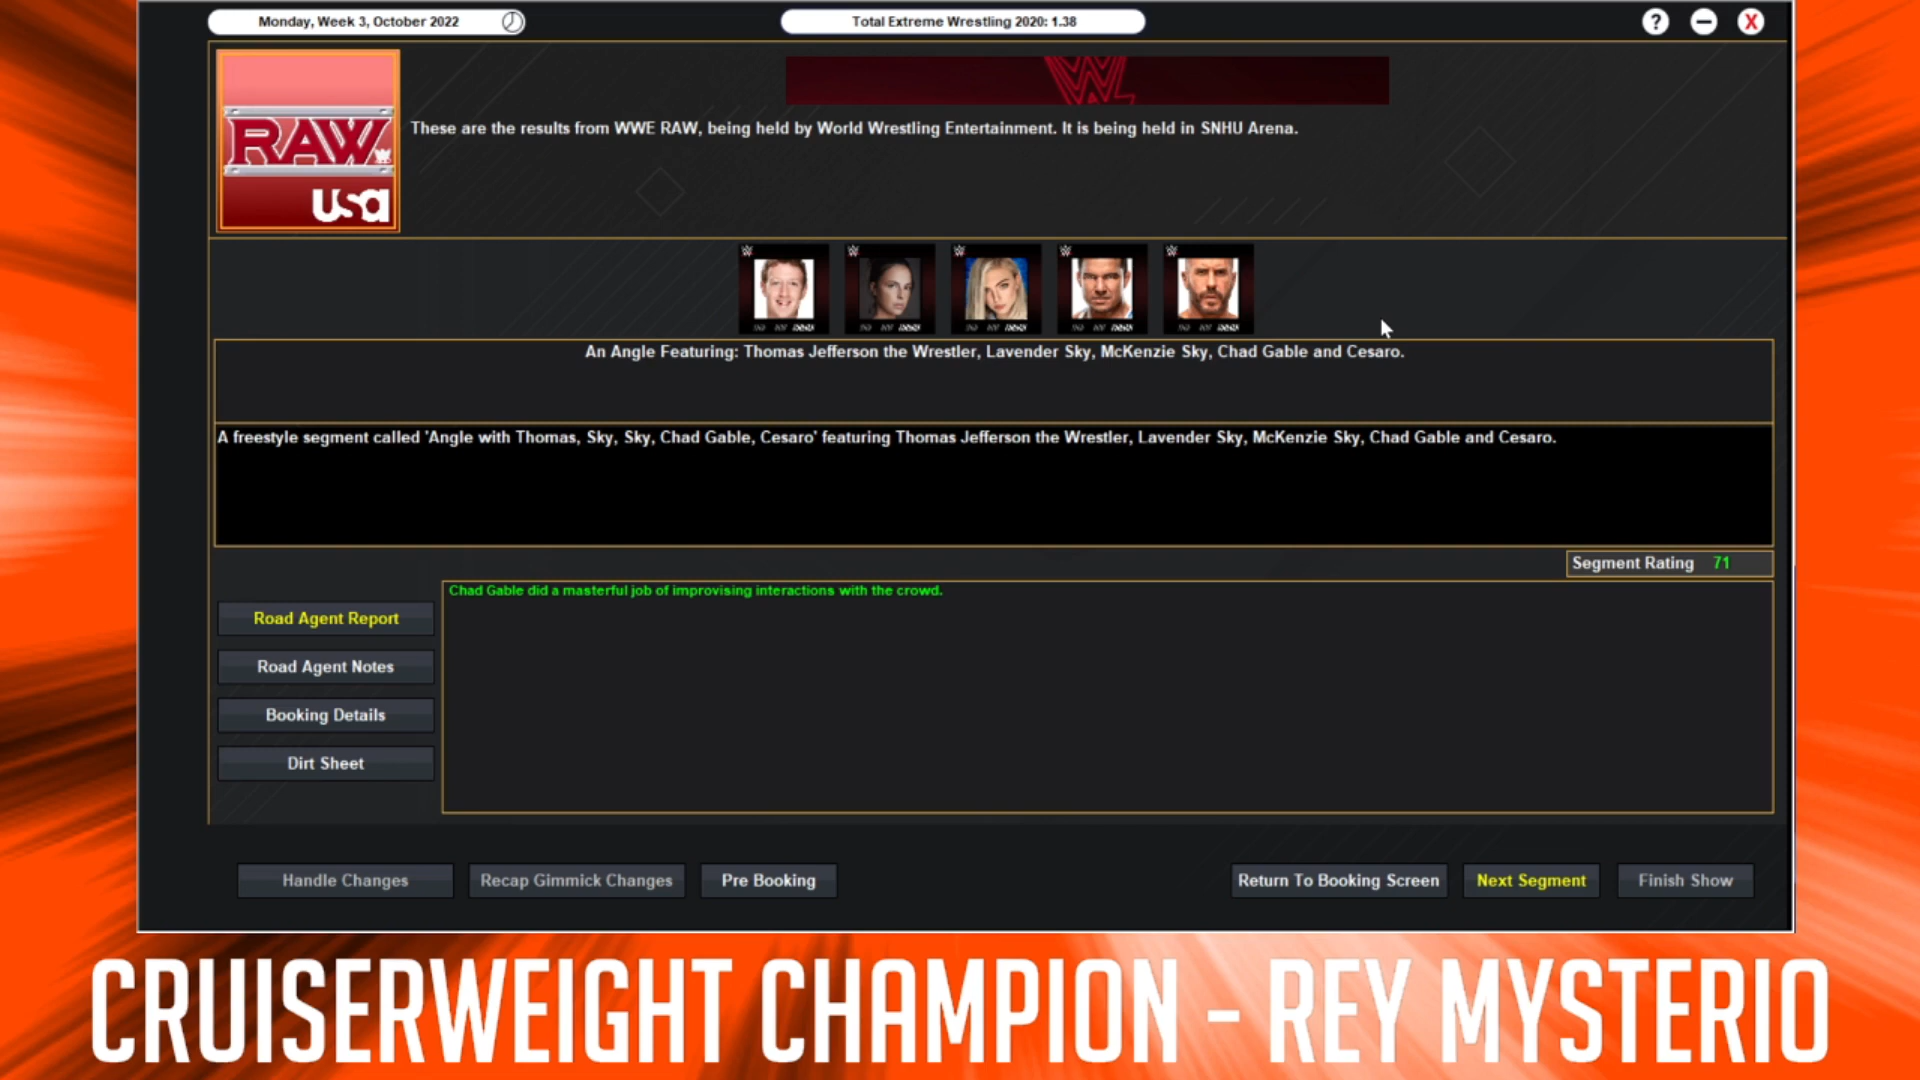 Monday, Week 3, October 2022
Total Extreme Wrestling 2020: 1.38
?
X
RAW
usa
These are the results from WWE RAW, being held by World Wrestling Entertainment. It is being held in SNHU Arena.
An Angle Featuring: Thomas Jefferson the Wrestler, Lavender Sky, McKenzie Sky, Chad Gable and Cesaro.
A freestyle segment called 'Angle with Thomas, Sky, Sky, Chad Gable, Cesaro' featuring Thomas Jefferson the Wrestler, Lavender Sky, McKenzie Sky, Chad Gable and Cesaro.
Segment Rating 71
Chad Gable did a masterful job of improvising interactions with the crowd.
Road Agent Report
Road Agent Notes
Booking Details
Dirt Sheet
Handle Changes
Recap Gimmick Changes
Pre Booking
Return To Booking Screen
Next Segment
Finish Show
CRUISERWEIGHT CHAMPION - REY MYSTERIO